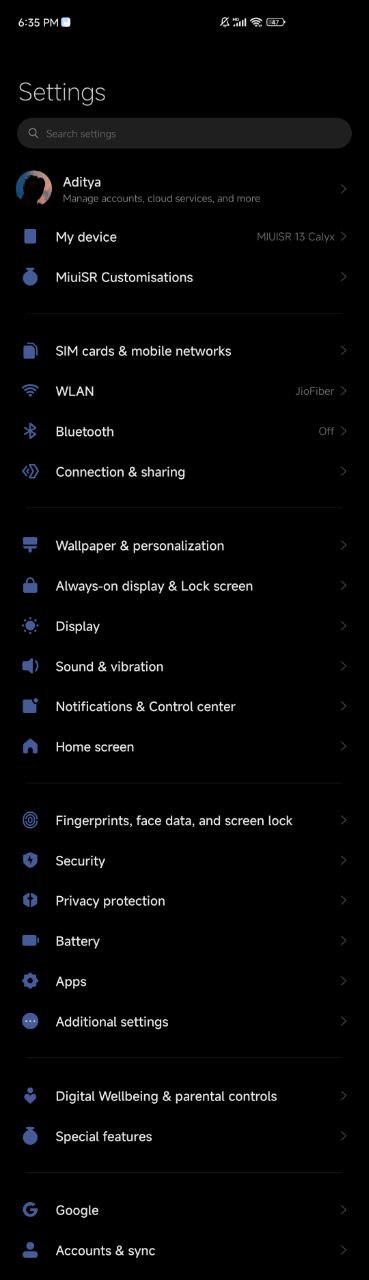 6:35 PM
47
Settings
Search settings
Aditya
Manage accounts, cloud services, and more
My device MIUISR 13 Calyx
MiuiSR Customisations
SIM cards & mobile networks
WLAN JioFiber
Bluetooth Off
Connection & sharing
Wallpaper & personalization
Always-on display & Lock screen
Display
Sound & vibration
Notifications & Control center
Home screen
Fingerprints, face data, and screen lock
Security
Privacy protection
Battery
Apps
Additional settings
Digital Wellbeing & parental controls
Special features
Google
Accounts & sync